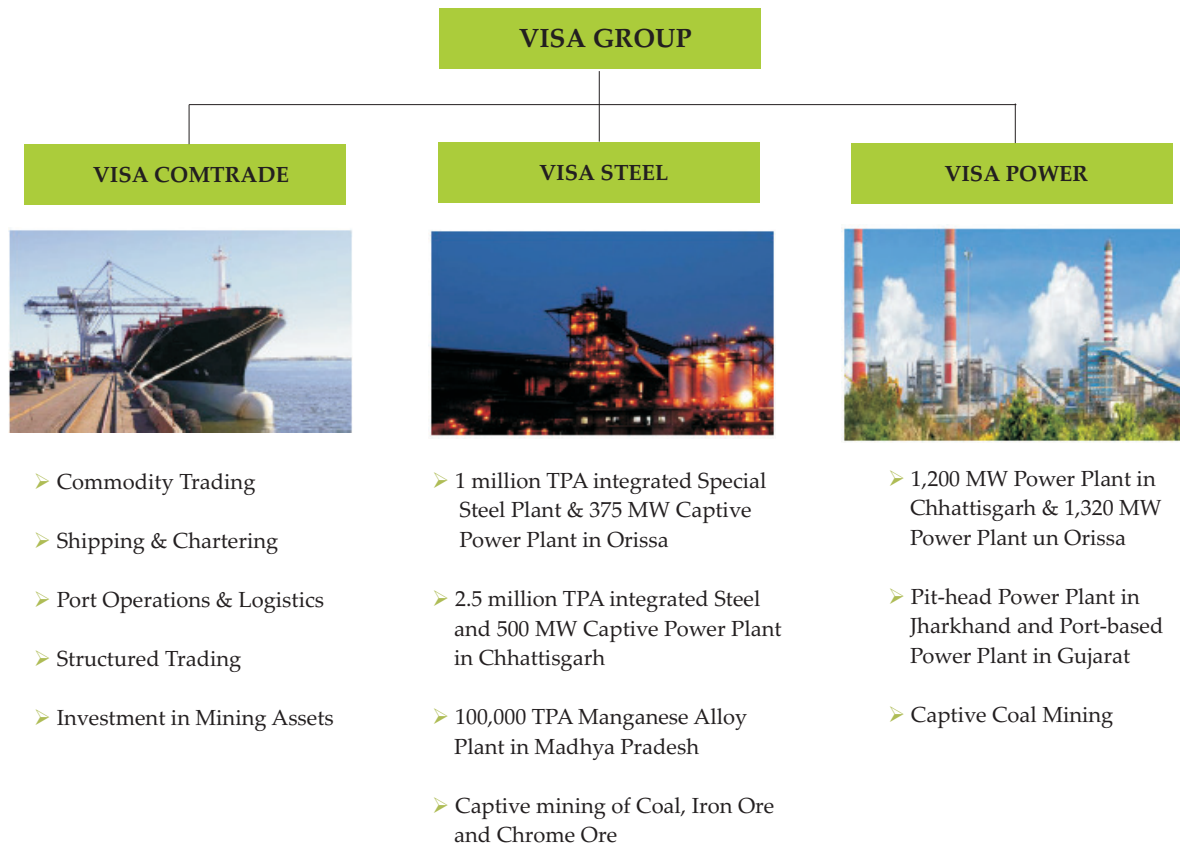 VISA GROUP
VISA COMTRADE
VISA STEEL
VISA POWER
➢ Commodity Trading
➢ Shipping & Chartering
➢ Port Operations & Logistics
➢ Structured Trading
➢ Investment in Mining Assets
➢ 1 million TPA integrated Special
Steel Plant & 375 MW Captive
Power Plant in Orissa
➢ 2.5 million TPA integrated Steel
and 500 MW Captive Power Plant
in Chhattisgarh
➢ 100,000 TPA Manganese Alloy
Plant in Madhya Pradesh
➢ Captive mining of Coal, Iron Ore
and Chrome Ore
➢ 1,200 MW Power Plant in
Chhattisgarh & 1,320 MW
Power Plant un Orissa
➢ Pit-head Power Plant in
Jharkhand and Port-based
Power Plant in Gujarat
➢ Captive Coal Mining